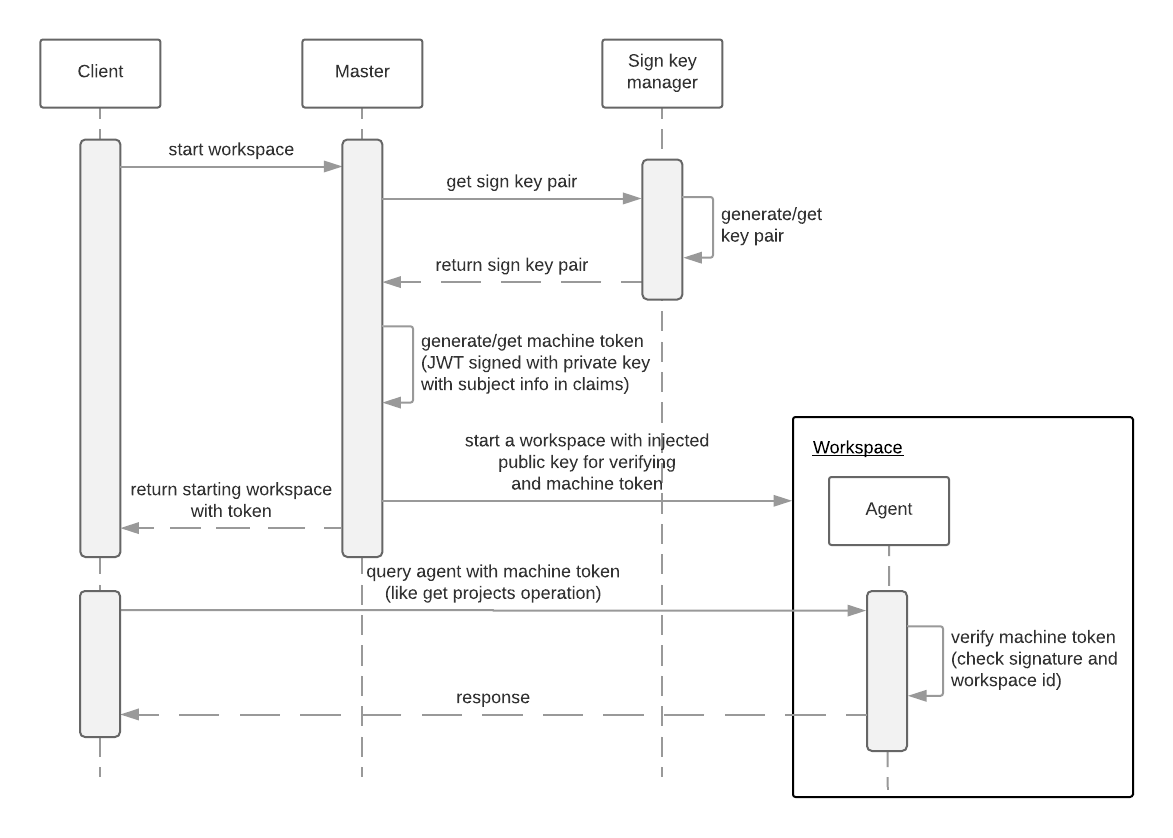 Client
Master
Sign key
manager
start workspace
get sign key pair
generate/get
key pair
return sign key pair
generate/get machine token
(JWT signed with private key
with subject info in claims)
start a workspace with injected
public key for verifying
and machine token
Workspace
return starting workspace
with token
Agent
query agent with machine token
(like get projects operation)
verify machine token
(check signature and
workspace id)
response